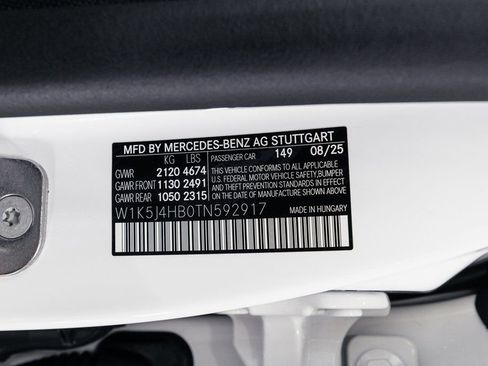 MFD BY MERCEDES-BENZ AG STUTTGART
KG LBS
GVWR 2120 4674
GAWR FRONT 1130 2491
GAWR REAR 1050 2315
PASSENGER CAR 149 08/25
THIS VEHICLE CONFORMS TO ALL APPLICABLE
U.S. FEDERAL MOTOR VEHICLE SAFETY,BUMPER
AND THEFT PREVENTION STANDARDS IN EFFECT
ON THE DATE OF MANUFACTURE SHOWN ABOVE
W1K5J4HB0TN592917
MADE IN HUNGARY